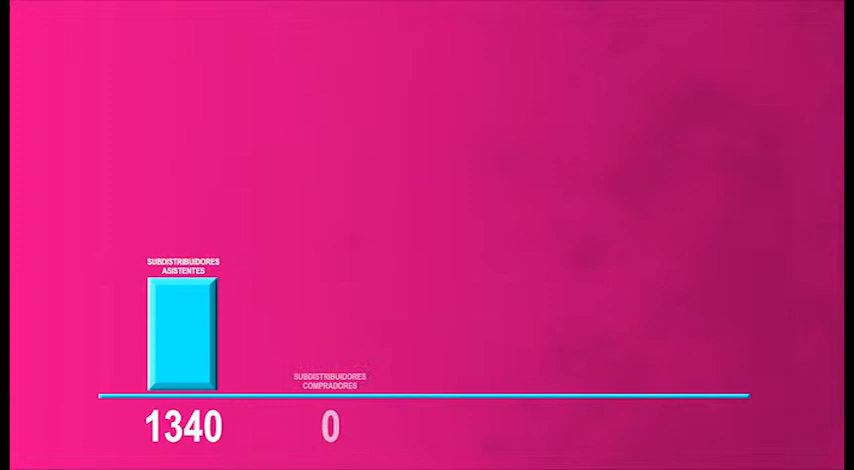 SUBDISTRIBUIDORES
ASISTENTES
SUBDISTRIBUIDORES
COMPRADORES
1340
0